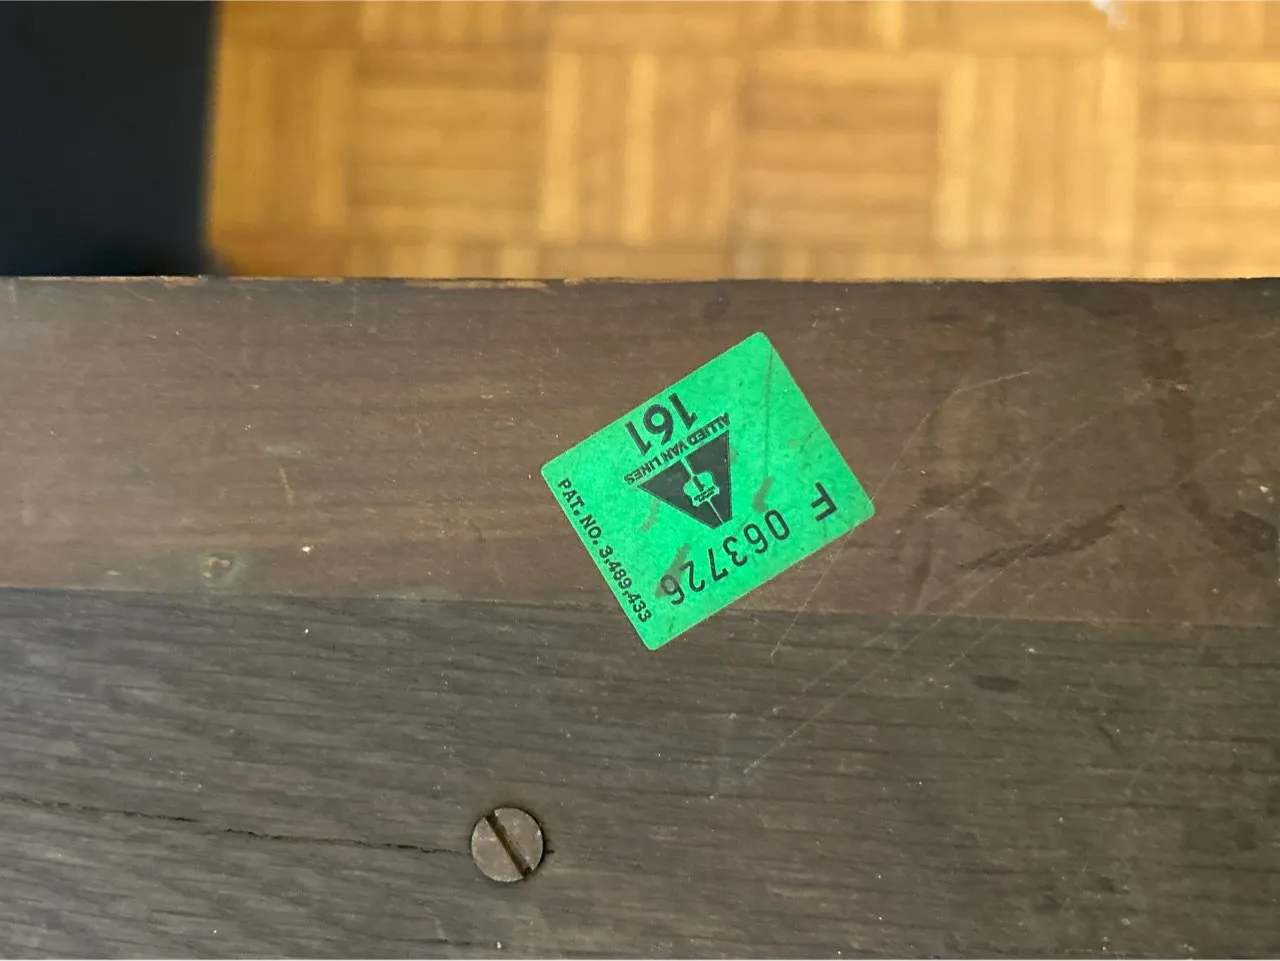 F 063726
ALLIED VAN LINES
161
PAT. NO. 3,489,433